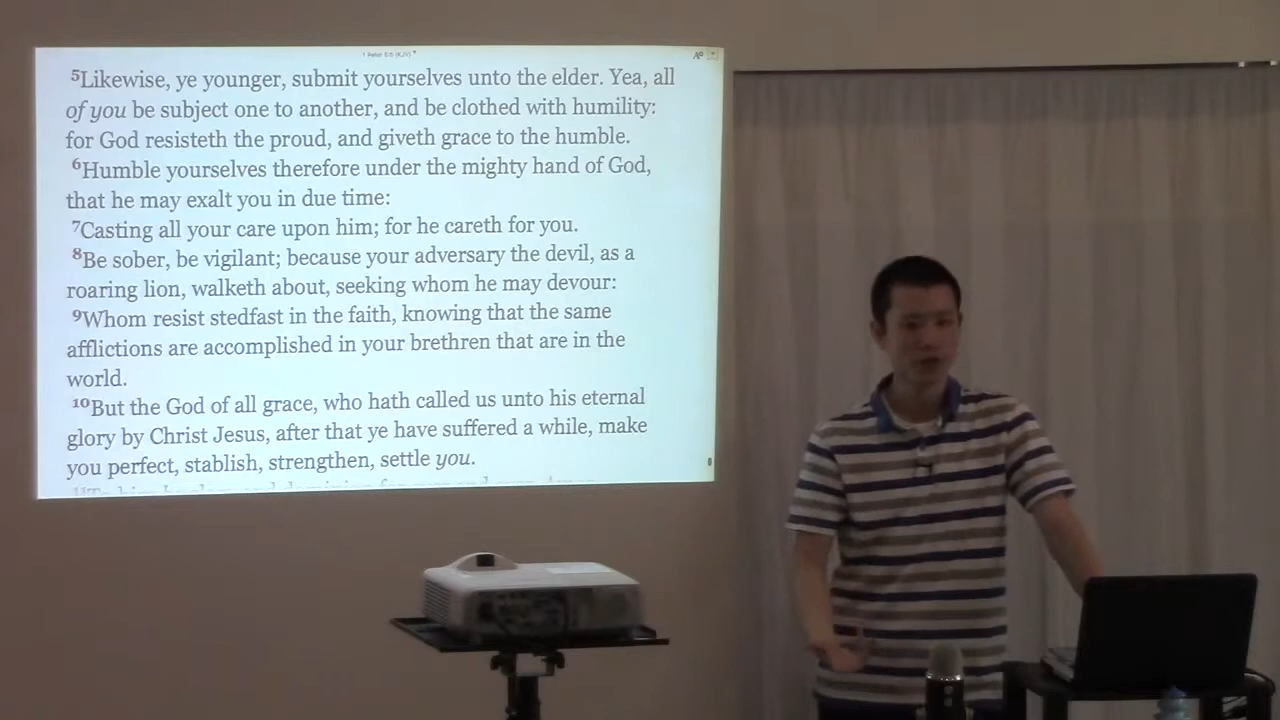 1 Peter 5:5 (KJV)
5Likewise, ye younger, submit yourselves unto the elder. Yea, all
of you be subject one to another, and be clothed with humility:
for God resisteth the proud, and giveth grace to the humble.
6Humble yourselves therefore under the mighty hand of God,
that he may exalt you in due time:
7Casting all your care upon him; for he careth for you.
8Be sober, be vigilant; because your adversary the devil, as a
roaring lion, walketh about, seeking whom he may devour:
9Whom resist stedfast in the faith, knowing that the same
afflictions are accomplished in your brethren that are in the
world.
10But the God of all grace, who hath called us unto his eternal
glory by Christ Jesus, after that ye have suffered a while, make
you perfect, stablish, strengthen, settle you.